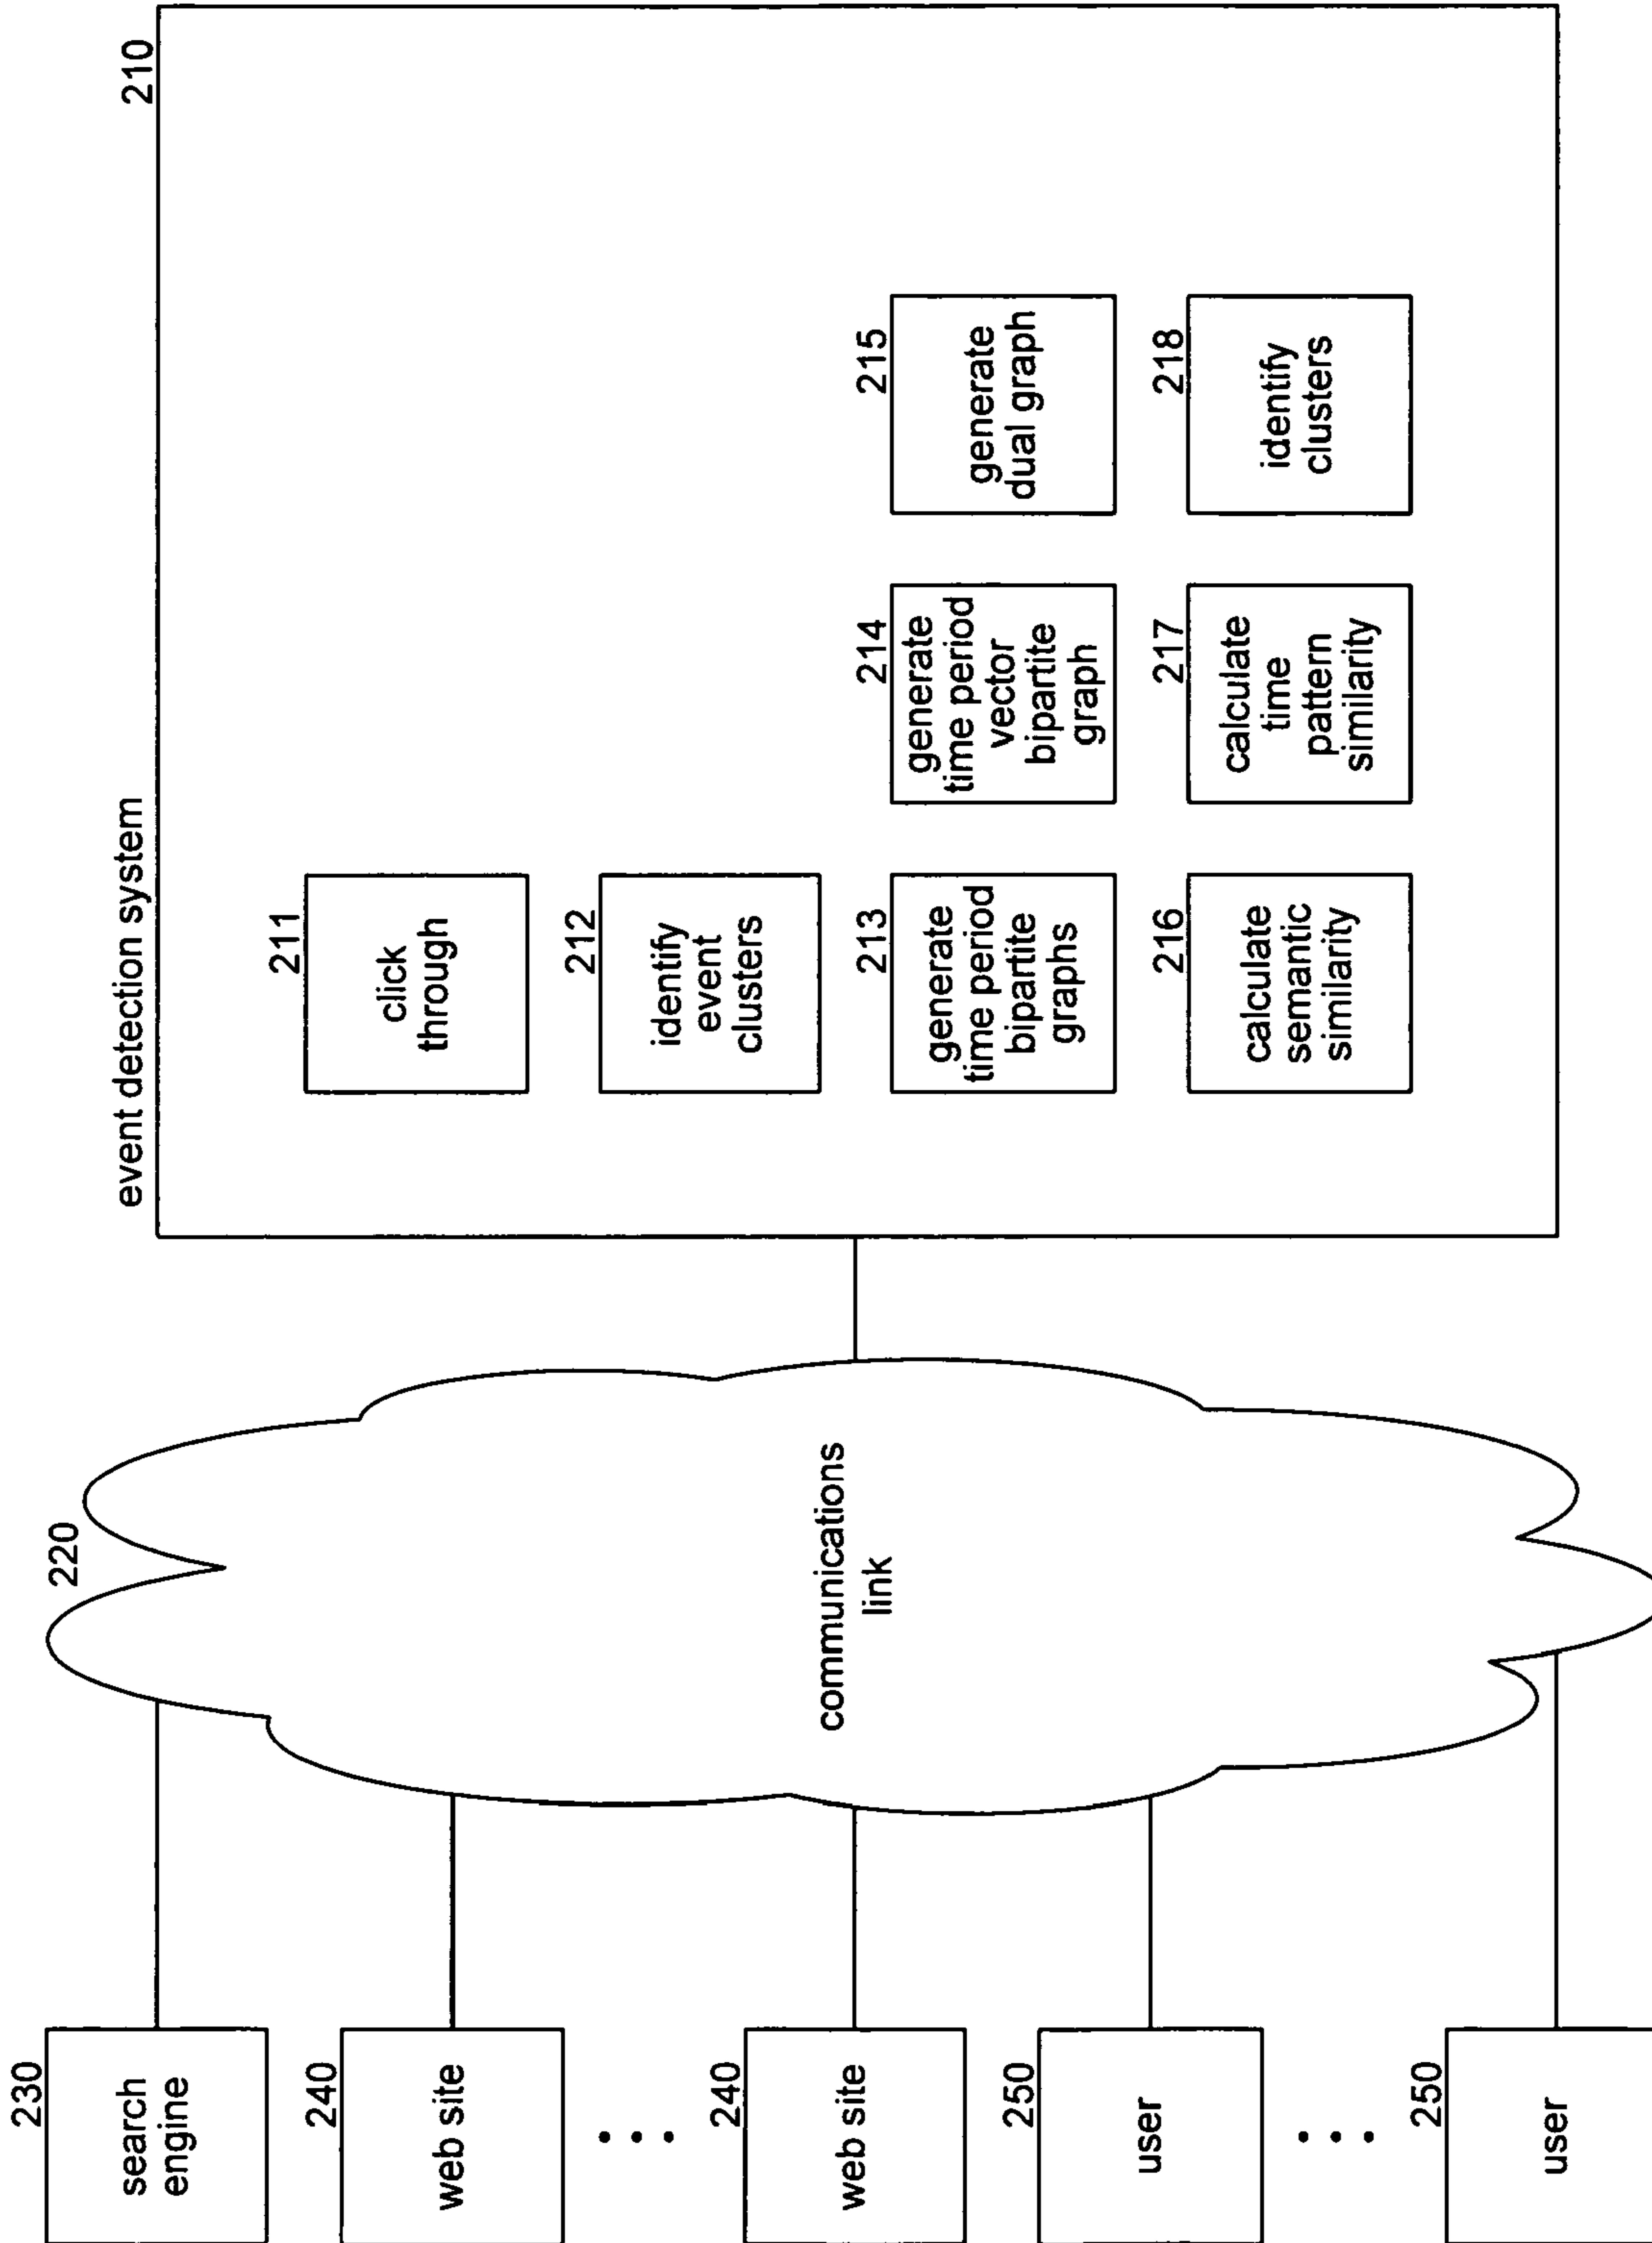 230
search
engine
240
web site
240
web site
250
user
250
user
220
communications
link
event detection system
210
211
click
through
212
identify
event
clusters
213
generate
time period
bipartite
graphs
214
generate
time period
vector
bipartite
graph
215
generate
dual graph
216
calculate
semantic
similarity
217
calculate
time
pattern
similarity
218
identify
clusters